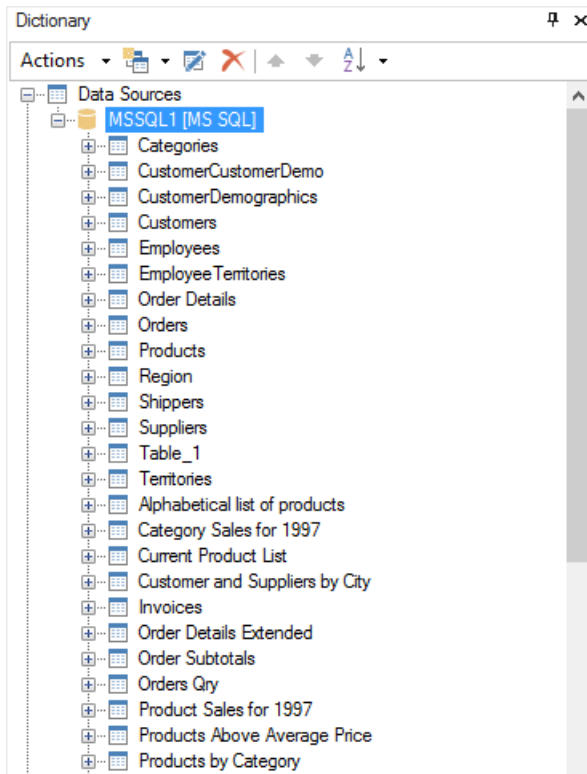 Dictionary
Actions
Data Sources
MSSQL1 [MS SQL]
Categories
CustomerCustomerDemo
CustomerDemographics
Customers
Employees
EmployeeTerritories
Order Details
Orders
Products
Region
Shippers
Suppliers
Table_1
Territories
Alphabetical list of products
Category Sales for 1997
Current Product List
Customer and Suppliers by City
Invoices
Order Details Extended
Order Subtotals
Orders Qry
Product Sales for 1997
Products Above Average Price
Products by Category